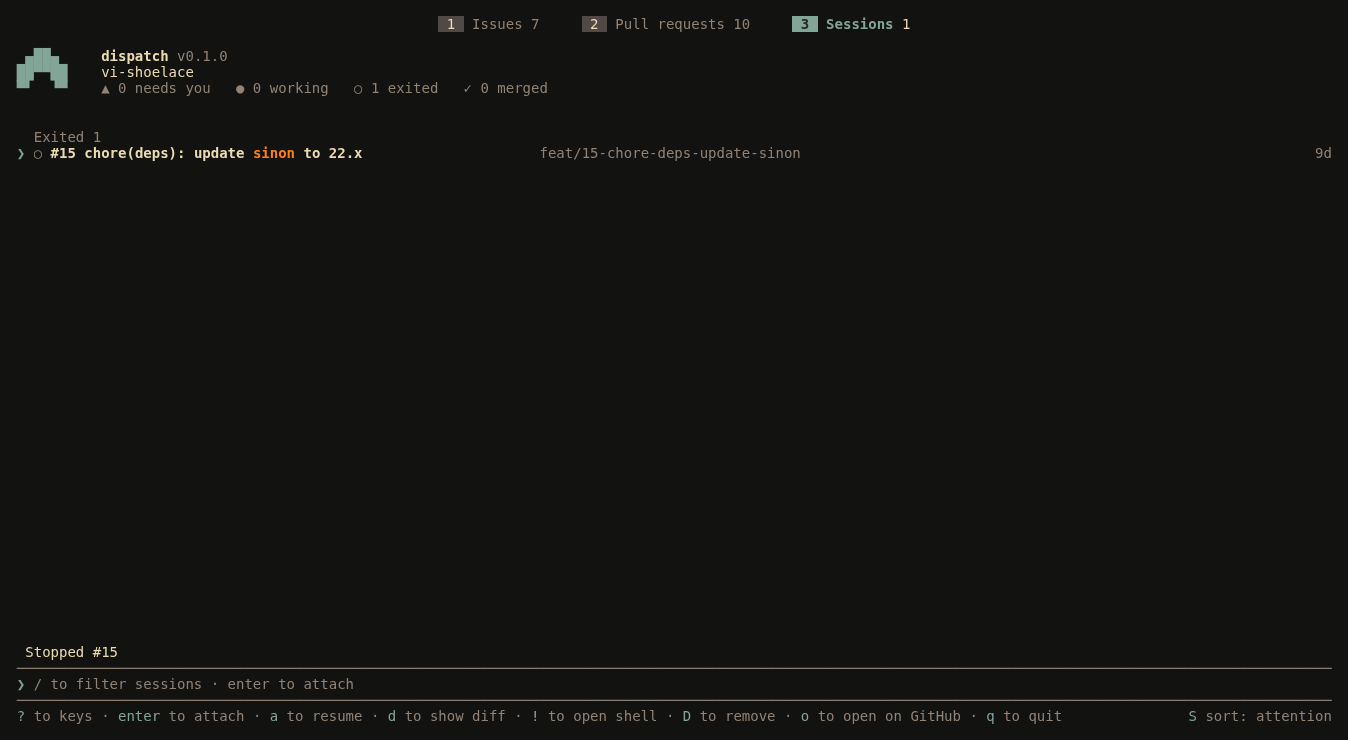 1 Issues 7 2 Pull requests 10 3 Sessions 1
dispatch v0.1.0
vi-shoelace
▲ 0 needs you ● 0 working ○ 1 exited ✓ 0 merged
Exited 1
❯ ○ #15 chore(deps): update sinon to 22.x feat/15-chore-deps-update-sinon 9d
Stopped #15
❯ / to filter sessions · enter to attach
? to keys · enter to attach · a to resume · d to show diff · ! to open shell · D to remove · o to open on GitHub · q to quit S sort: attention